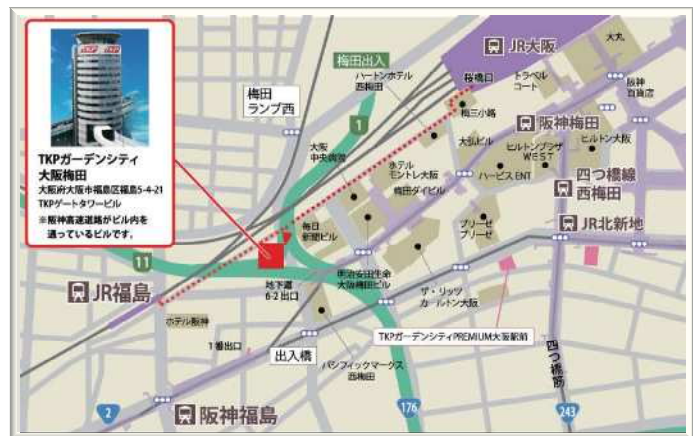 TKP
TKP
TKPガーデンシティ
大阪梅田
大阪府大阪市福島区福島5-4-21
TKPゲートタワービル
※阪神高速道路がビル内を
通っているビルです。
梅田
ランプ西
梅田出入
ハートンホテル
西梅田
桜橋口
JR大阪
大丸
トラベル
コート
阪神
百貨店
梅三小路
阪神梅田
1
大阪
中央病院
大弘ビル
ヒルトンプラザ
WEST
ヒルトン大阪
ホテル
モントレ大阪
ハービスENT
四つ橋線
西梅田
梅田ダイビル
毎日
新聞ビル
ブリーゼ
ブリーゼ
JR北新地
11
JR福島
地下道
6-2出口
明治安田生命
大阪梅田ビル
ザ・リッツ
カールトン大阪
ホテル阪神
1番出口
出入橋
TKPガーデンシティPREMIUM大阪駅前
パシフィックマークス
西梅田
四つ橋筋
2
阪神福島
176
243